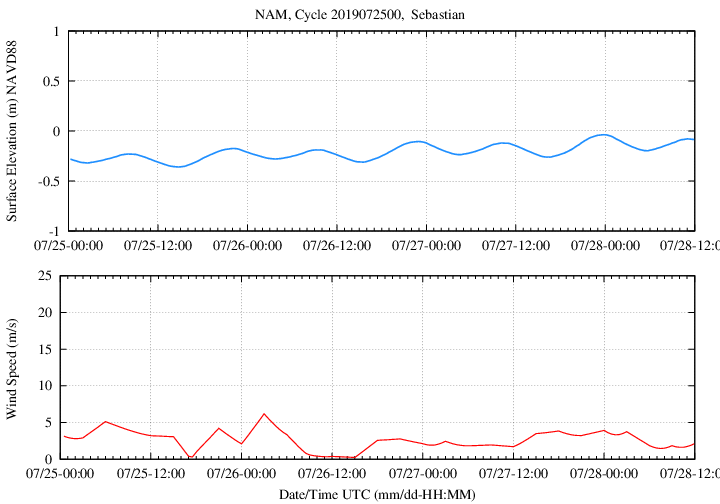 NAM, Cycle 2019072500,  Sebastian
Surface Elevation (m) NAVD88
1
0.5
0
-0.5
-1
07/25-00:00 07/25-12:00 07/26-00:00 07/26-12:00 07/27-00:00 07/27-12:00 07/28-00:00 07/28-12:0
Wind Speed (m/s)
25
20
15
10
5
0
07/25-00:00 07/25-12:00 07/26-00:00 07/26-12:00 07/27-00:00 07/27-12:00 07/28-00:00 07/28-12:0
Date/Time UTC (mm/dd-HH:MM)